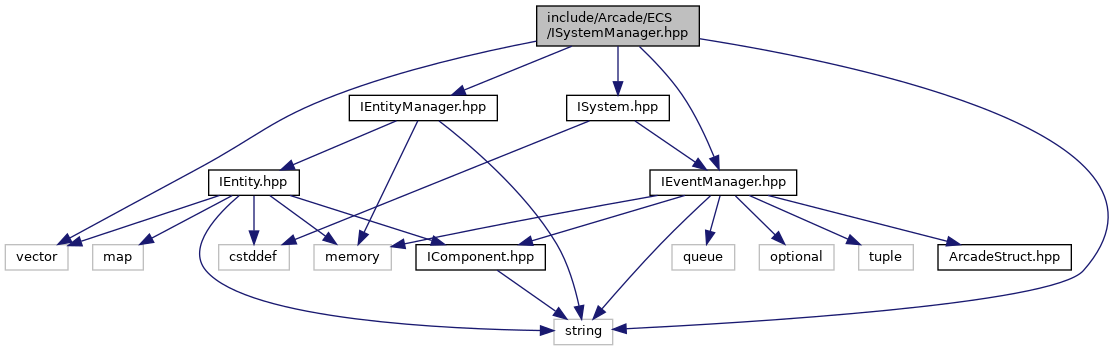 include/Arcade/ECS
/ISystemManager.hpp
IEntityManager.hpp
ISystem.hpp
IEntity.hpp
IEventManager.hpp
vector
map
cstddef
memory
IComponent.hpp
queue
optional
tuple
ArcadeStruct.hpp
string